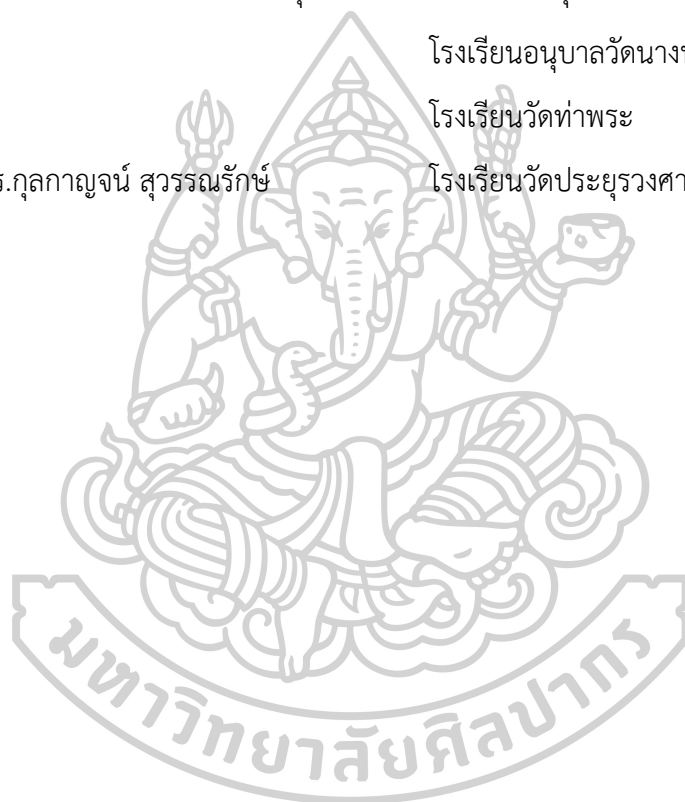 โรงเรียนอนุบาลวัดนาง
โรงเรียนวัดท่าพระ
ร.กุลกาญจน์ สุวรรณรักษ์ โรงเรียนวัดประยุรวงศา
มหาวิทยาลัยศิลปากร